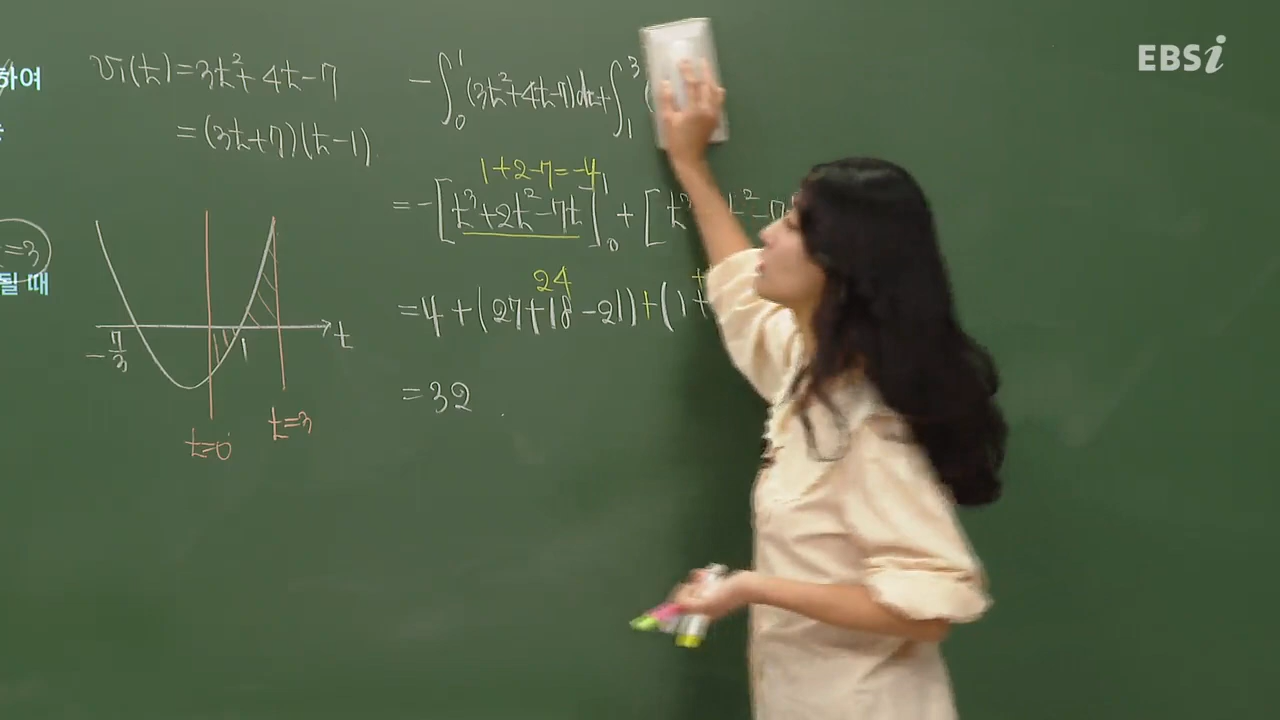 하여
v₁(t)=3t²+4t-7
=(3t+7)(t-1)
t=3
될 때
-7/3
1
t
t=0
t=3
-∫₀¹(3t²+4t-7)dt+∫₁³(
1+2-7=-4
=-[t³+2t²-7t]₀¹+[t
t²-7t
24
=4+(27+18-21)+(1+
=32
EBSi